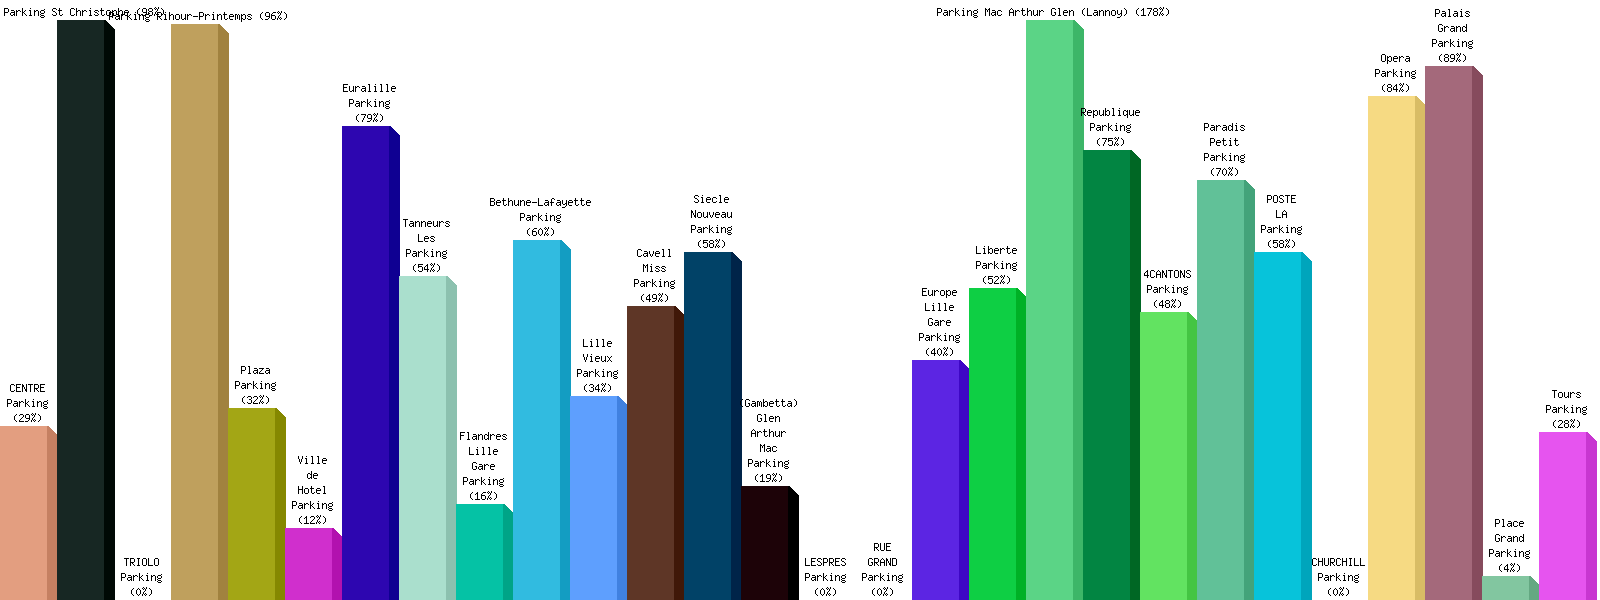 Parking St Christophe (98%)
Parking Rihour-Printemps (96%)
Parking Mac Arthur Glen (Lannoy) (178%)
CENTRE
Parking
(29%)
TRIOLO
Parking
(0%)
Plaza
Parking
(32%)
Ville
de
Hotel
Parking
(12%)
Euralille
Parking
(79%)
Tanneurs
Les
Parking
(54%)
Flandres
Lille
Gare
Parking
(16%)
Bethune-Lafayette
Parking
(60%)
Lille
Vieux
Parking
(34%)
Cavell
Miss
Parking
(49%)
Siecle
Nouveau
Parking
(58%)
(Gambetta)
Glen
Arthur
Mac
Parking
(19%)
LESPRES
Parking
(0%)
RUE
GRAND
Parking
(0%)
Europe
Lille
Gare
Parking
(40%)
Liberte
Parking
(52%)
Republique
Parking
(75%)
4CANTONS
Parking
(48%)
Paradis
Petit
Parking
(70%)
POSTE
LA
Parking
(58%)
CHURCHILL
Parking
(0%)
Opera
Parking
(84%)
Palais
Grand
Parking
(89%)
Place
Grand
Parking
(4%)
Tours
Parking
(28%)